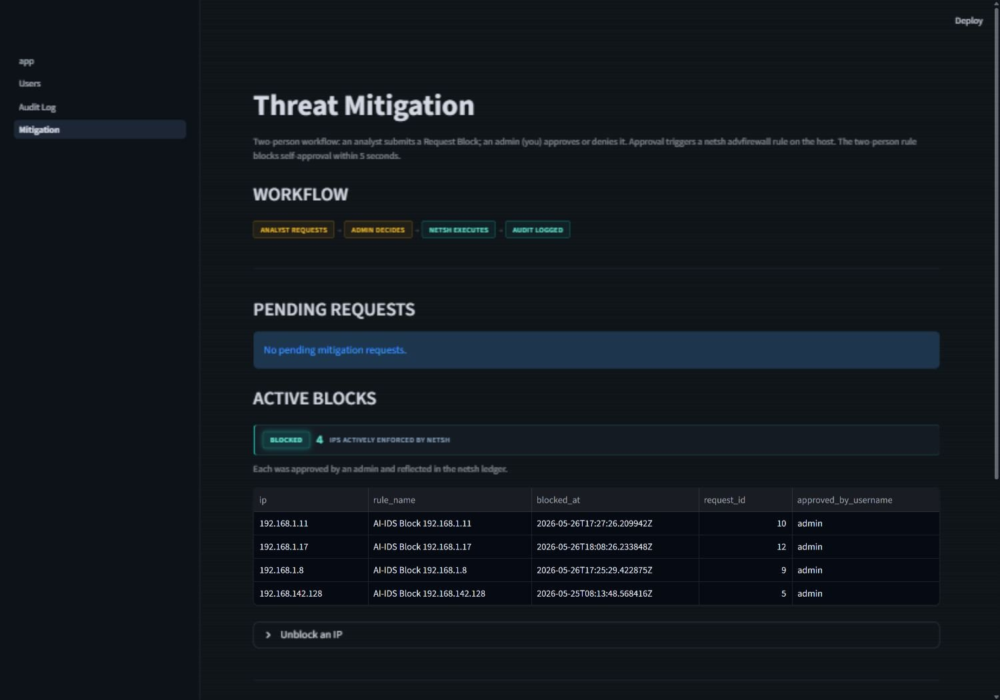 Deploy
app
Users
Audit Log
Mitigation
Threat Mitigation
Two-person workflow: an analyst submits a Request Block; an admin (you) approves or denies it. Approval triggers a netsh advfirewall rule on the host. The two-person rule
blocks self-approval within 5 seconds.
WORKFLOW
ANALYST REQUESTS → ADMIN DECIDES → NETSH EXECUTES → AUDIT LOGGED
PENDING REQUESTS
No pending mitigation requests.
ACTIVE BLOCKS
BLOCKED 4 IPS ACTIVELY ENFORCED BY NETSH
Each was approved by an admin and reflected in the netsh ledger.
ip rule_name blocked_at request_id approved_by_username
192.168.1.11 AI-IDS Block 192.168.1.11 2026-05-26T17:27:26.209942Z 10 admin
192.168.1.17 AI-IDS Block 192.168.1.17 2026-05-26T18:08:26.233848Z 12 admin
192.168.1.8 AI-IDS Block 192.168.1.8 2026-05-26T17:25:29.422875Z 9 admin
192.168.142.128 AI-IDS Block 192.168.142.128 2026-05-25T08:13:48.568416Z 5 admin
Unblock an IP